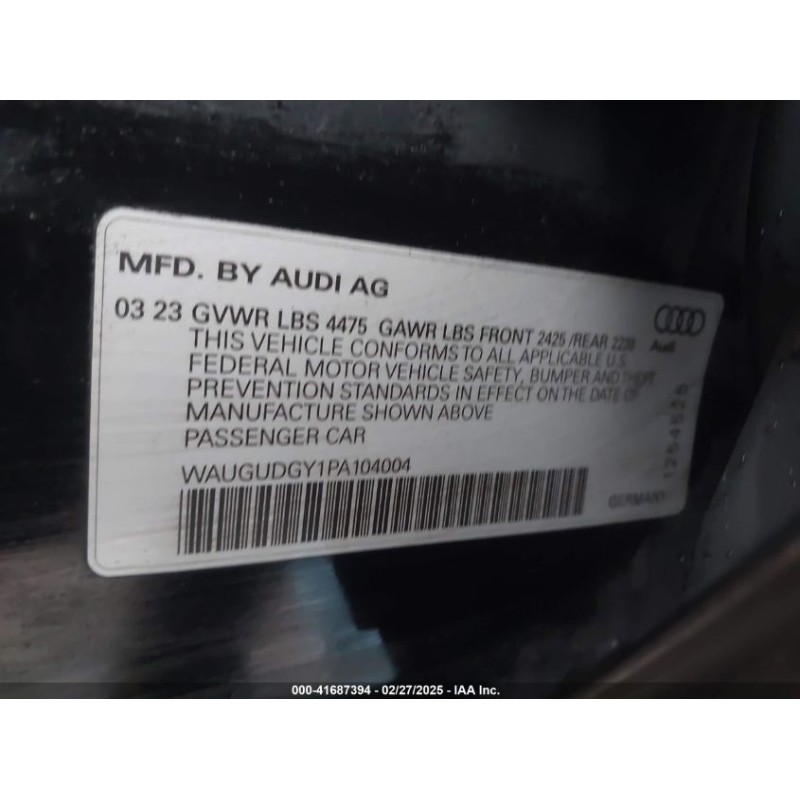 MFD. BY AUDI AG
03 23 GVWR LBS 4475 GAWR LBS FRONT 2425 /REAR 2238
THIS VEHICLE CONFORMS TO ALL APPLICABLE U.S.
FEDERAL MOTOR VEHICLE SAFETY, BUMPER AND THEFT
PREVENTION STANDARDS IN EFFECT ON THE DATE OF
MANUFACTURE SHOWN ABOVE
PASSENGER CAR
WAUGUDGY1PA104004
Audi
1254526
GERMANY
000-41687394 - 02/27/2025 - IAA Inc.